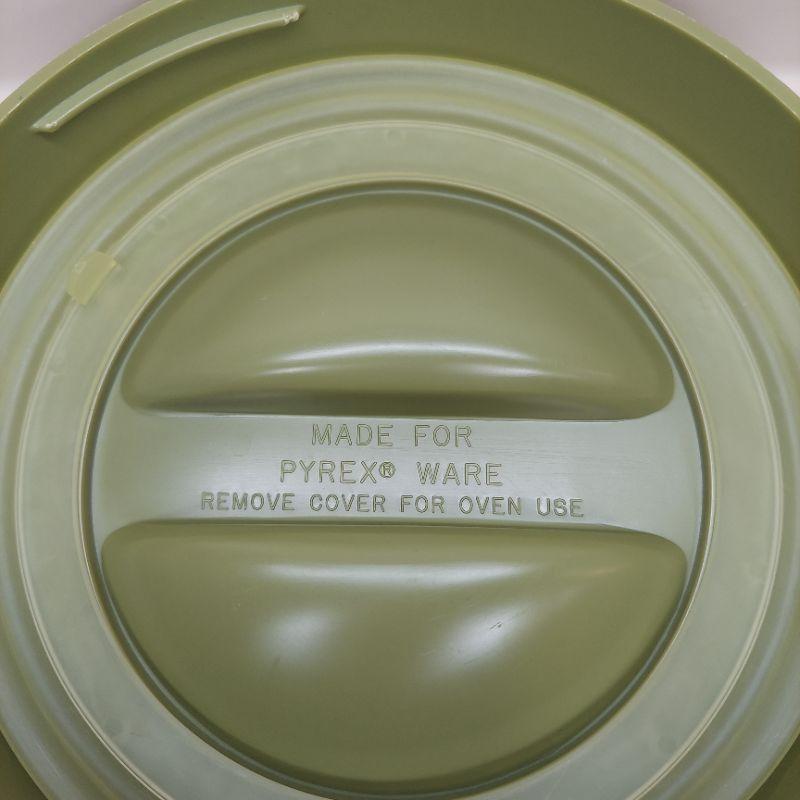 MADE FOR
PYREX® WARE
REMOVE COVER FOR OVEN USE